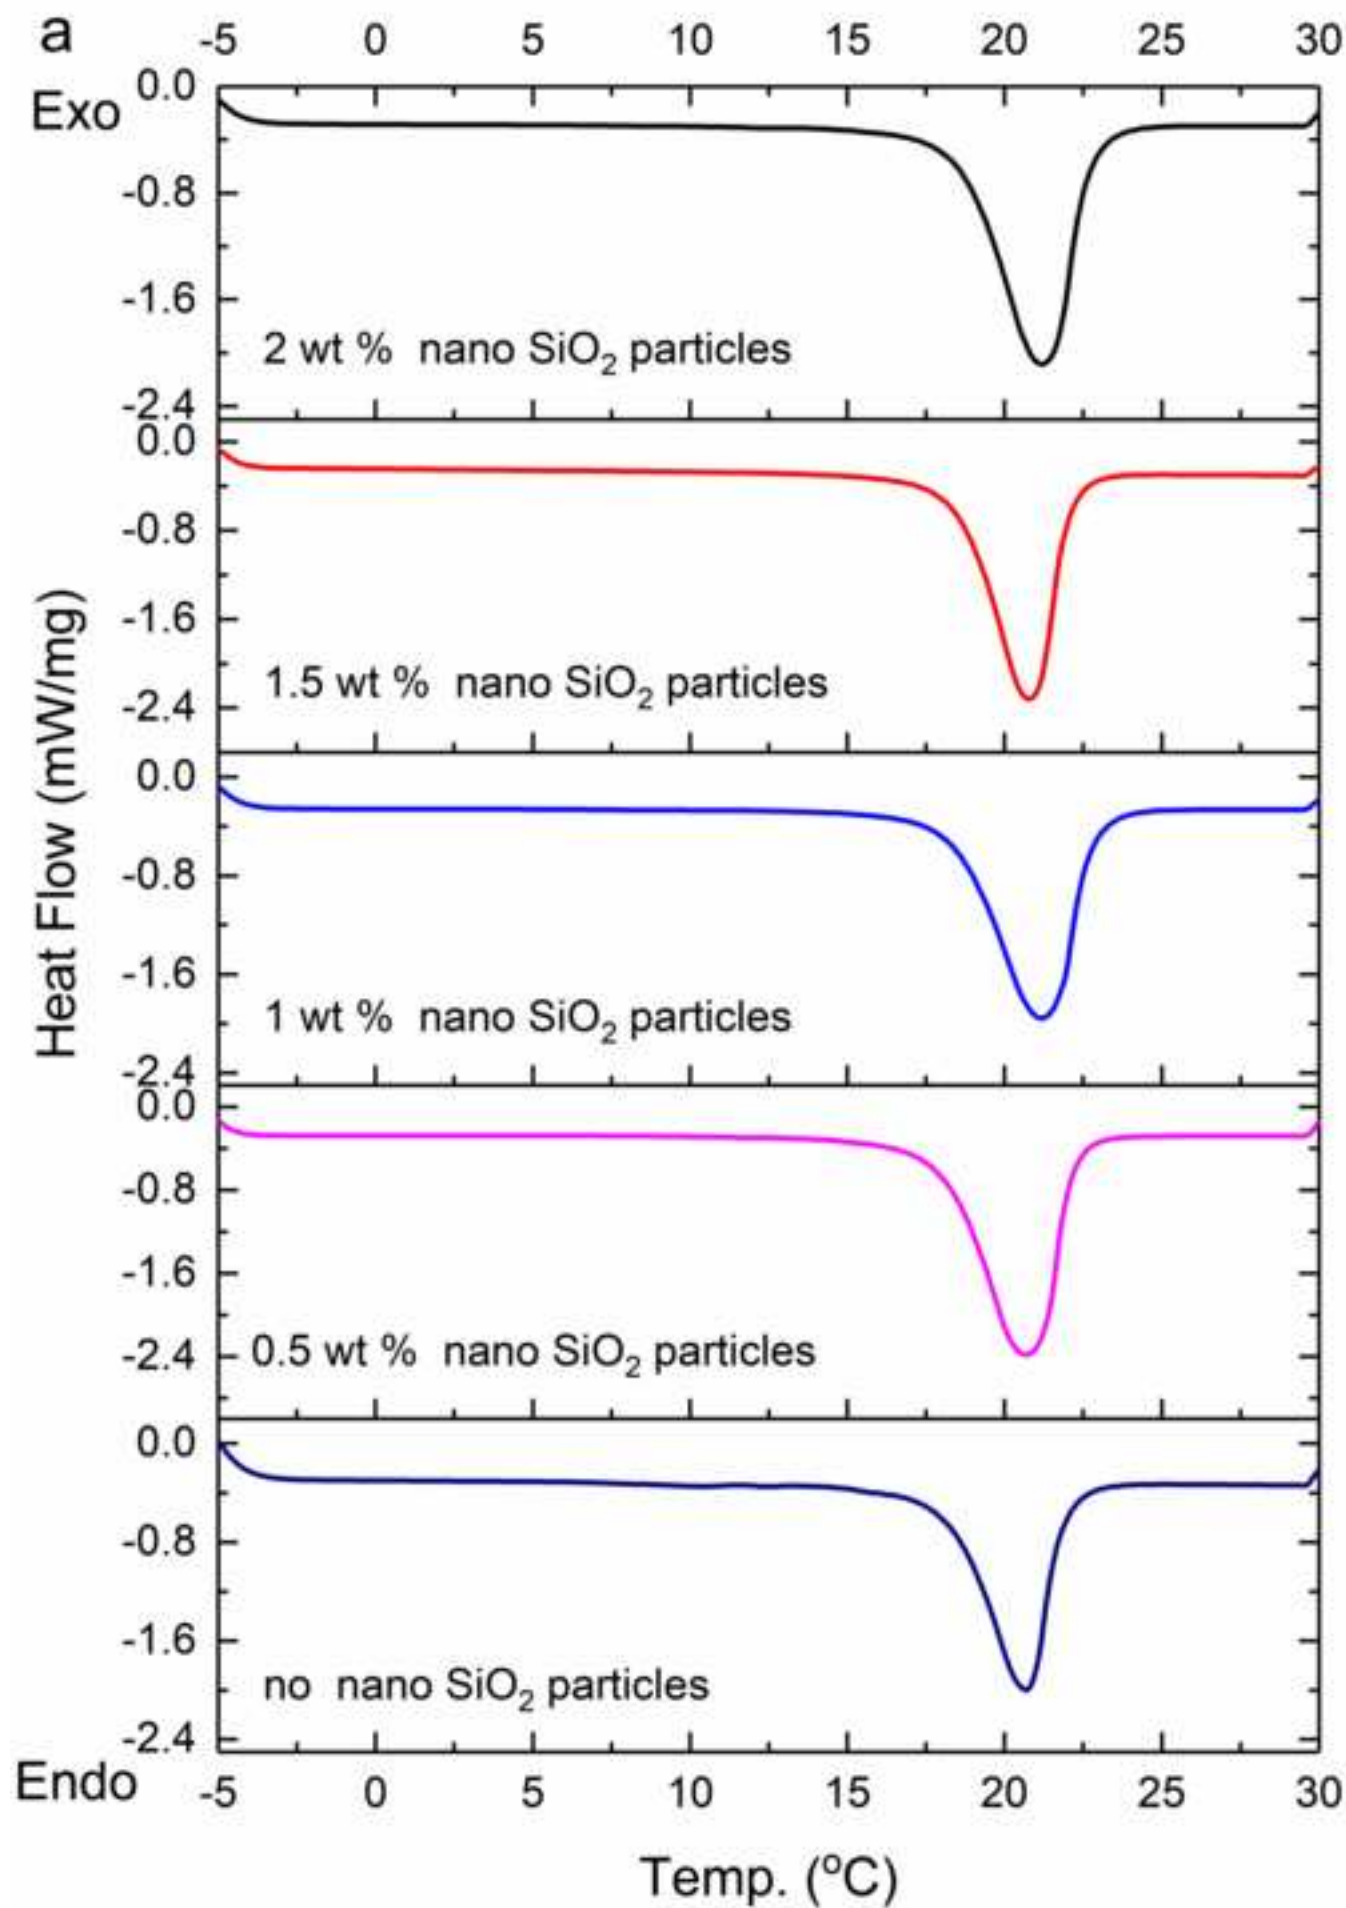 a
-5 0 5 10 15 20 25 30
Exo
0.0
-0.8
-1.6
2 wt % nano SiO₂ particles
-2.4
0.0
-0.8
-1.6
1.5 wt % nano SiO₂ particles
-2.4
0.0
-0.8
-1.6
1 wt % nano SiO₂ particles
-2.4
0.0
-0.8
-1.6
0.5 wt % nano SiO₂ particles
-2.4
0.0
-0.8
-1.6
no nano SiO₂ particles
-2.4
Heat Flow (mW/mg)
Endo
-5 0 5 10 15 20 25 30
Temp. (°C)